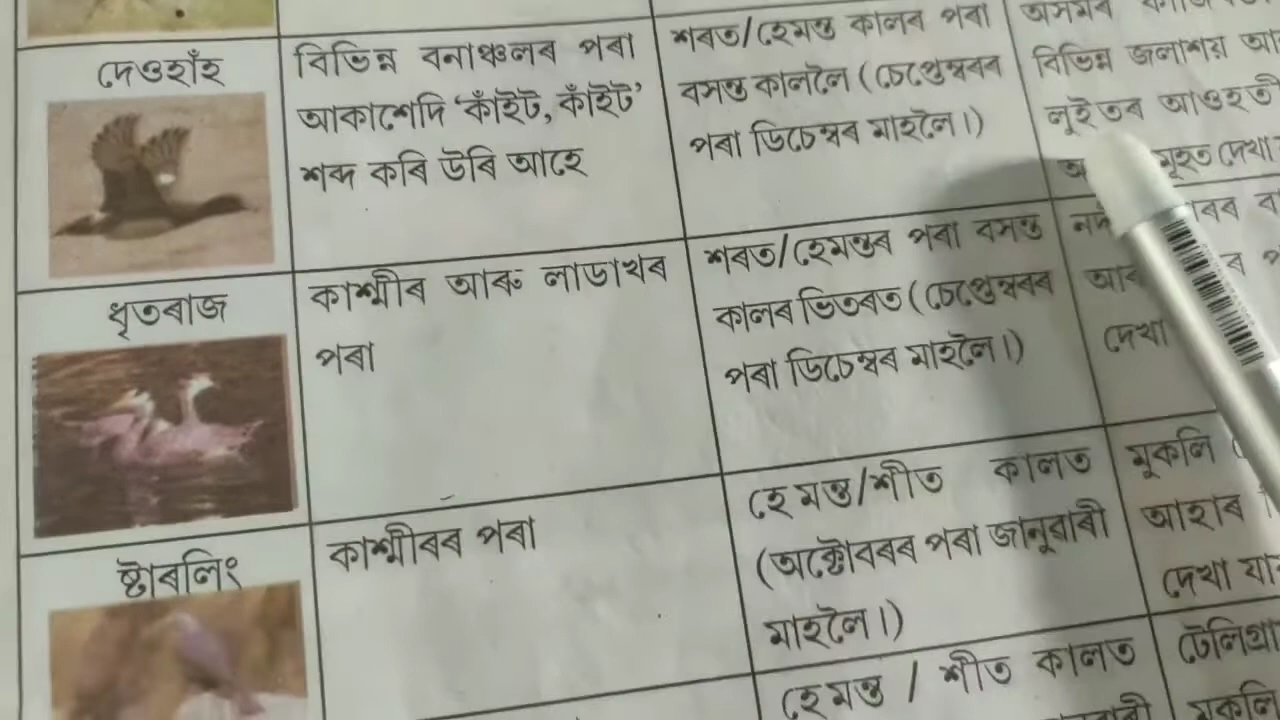 দেওহাঁহ
বিভিন্ন বনাঞ্চলৰ পৰা
আকাশেদি ‘কাঁইট, কাঁইট’
শব্দ কৰি উৰি আহে
শৰত/হেমন্ত কালৰ পৰা
বসন্ত কাললৈ (চেপ্তেম্বৰৰ
পৰা ডিচেম্বৰ মাহলৈ।)
অসমৰ
বিভিন্ন জলাশয়
লুইতৰ আওহতী
দেখা
ধৃতৰাজ
কাশ্মীৰ আৰু লাডাখৰ
পৰা
শৰত/হেমন্তৰ পৰা বসন্ত
কালৰ ভিতৰত (চেপ্তেম্বৰৰ
পৰা ডিচেম্বৰ মাহলৈ।)
দেখা
ষ্টাৰলিং
কাশ্মীৰৰ পৰা
হেমন্ত/শীত কালত
(অক্টোবৰৰ পৰা জানুৱাৰী
মাহলৈ।)
মুকলি
আহাৰ
দেখা যায়
হেমন্ত / শীত কালত
মুকলি